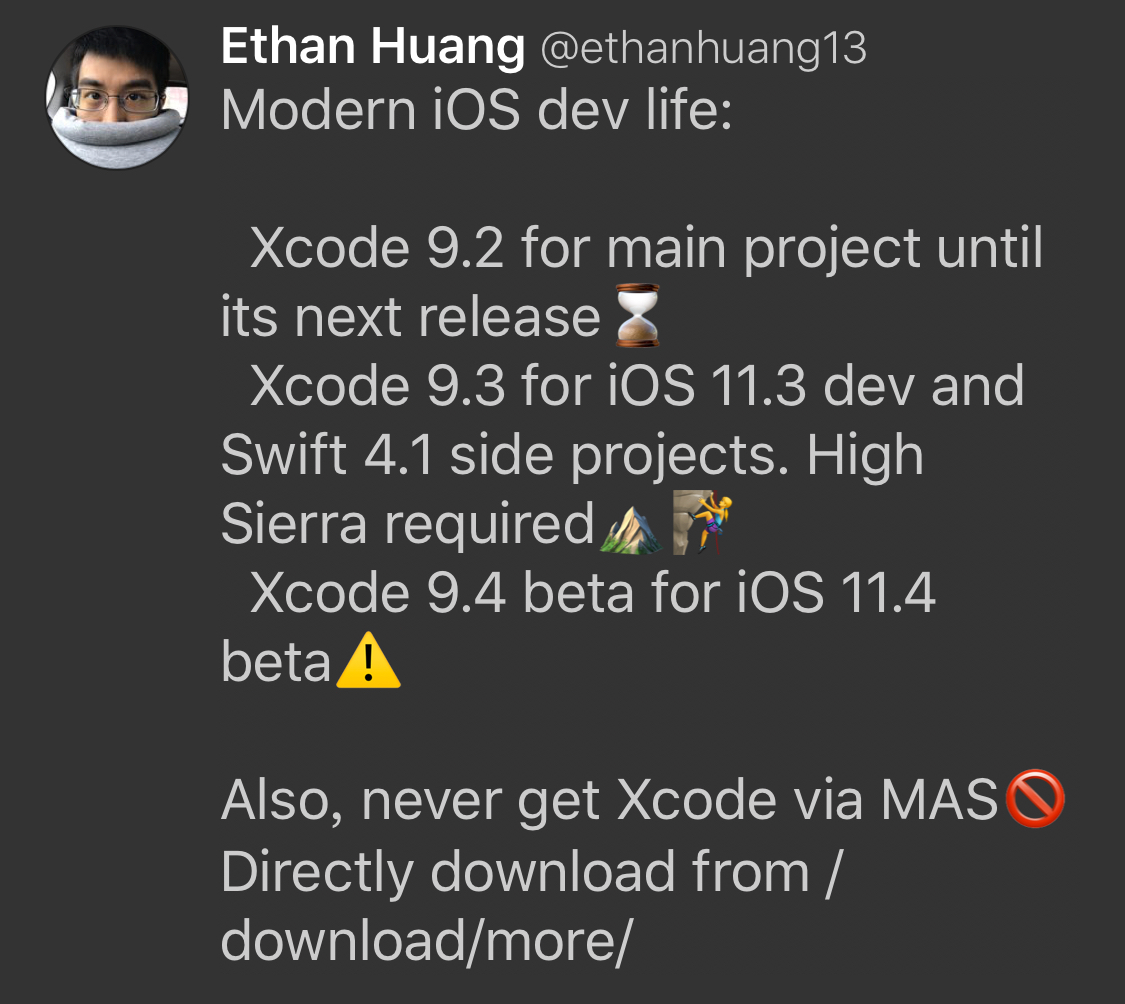 Ethan Huang @ethanhuang13
Modern iOS dev life:
Xcode 9.2 for main project until
its next release⏳
Xcode 9.3 for iOS 11.3 dev and
Swift 4.1 side projects. High
Sierra required⛰🧗‍♀️
Xcode 9.4 beta for iOS 11.4
beta⚠️
Also, never get Xcode via MAS🚫
Directly download from /
download/more/